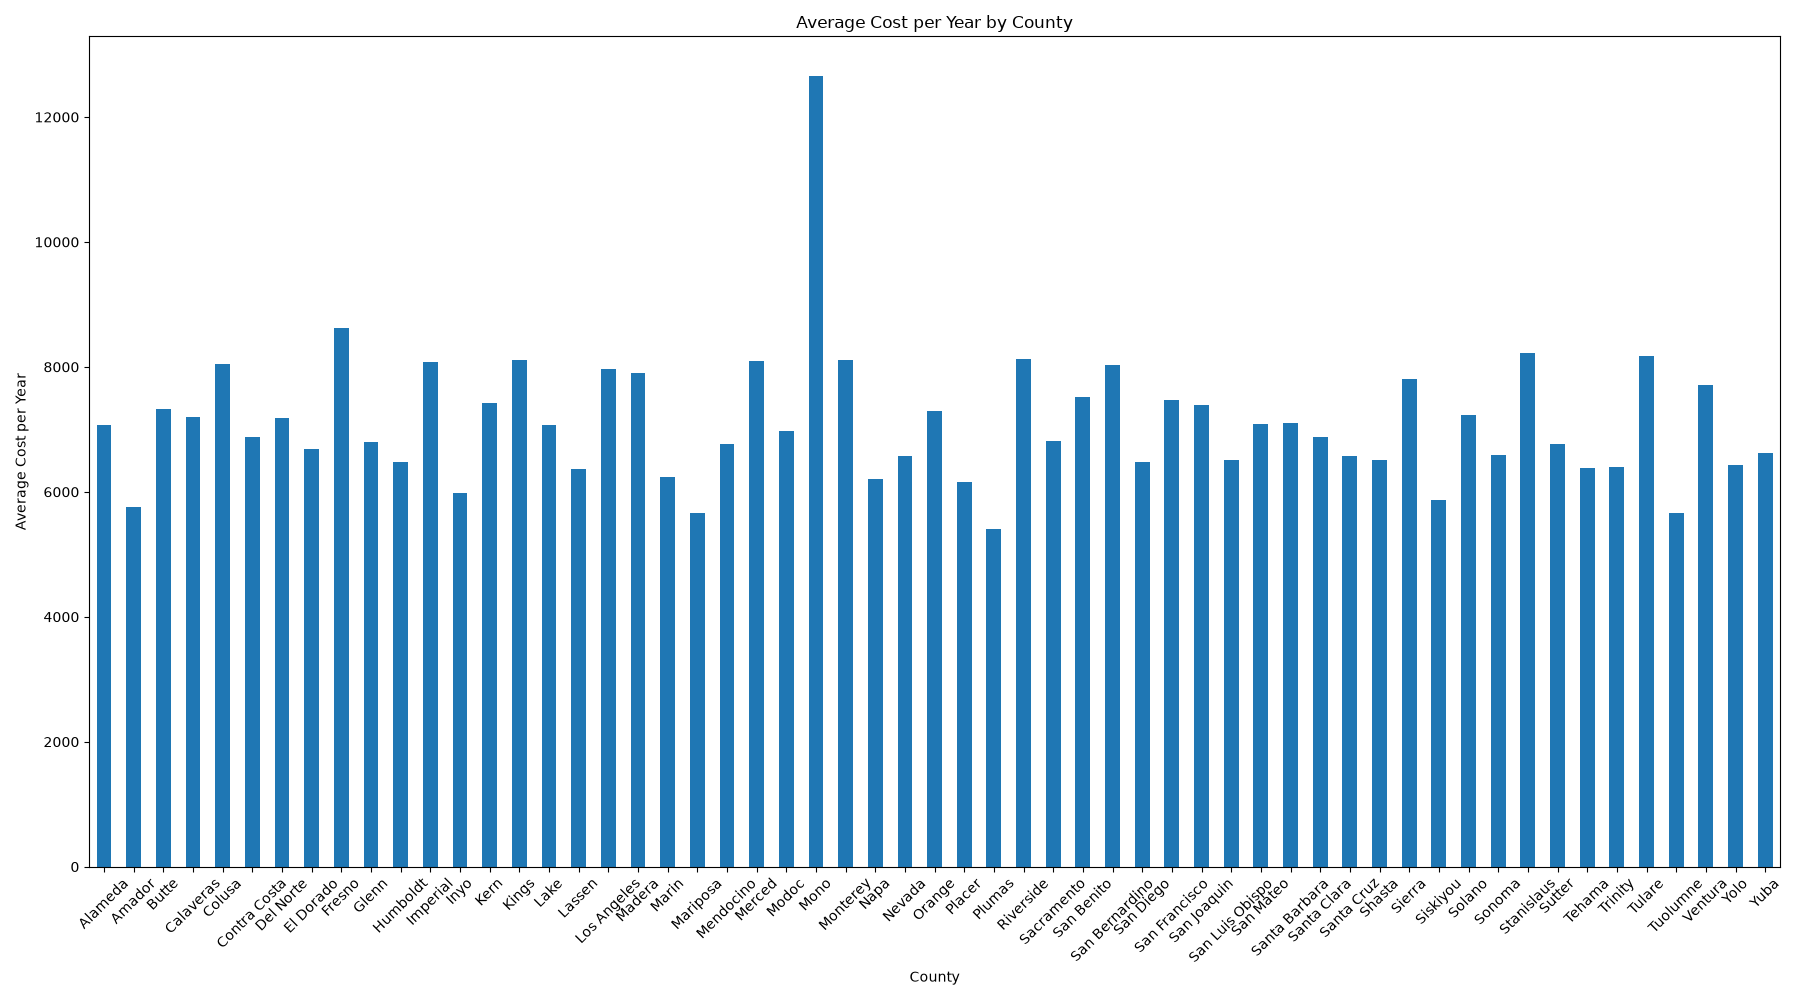 Average Cost per Year by County
Average Cost per Year
12000
10000
8000
6000
4000
2000
0
Alameda
Amador
Butte
Calaveras
Colusa
Contra Costa
Del Norte
El Dorado
Fresno
Glenn
Humboldt
Imperial
Inyo
Kern
Kings
Lake
Lassen
Los Angeles
Madera
Marin
Mariposa
Mendocino
Merced
Modoc
Mono
Monterey
Napa
Nevada
Orange
Placer
Plumas
Riverside
Sacramento
San Benito
San Bernardino
San Diego
San Francisco
San Joaquin
San Luis Obispo
San Mateo
Santa Barbara
Santa Clara
Santa Cruz
Shasta
Sierra
Siskiyou
Solano
Sonoma
Stanislaus
Sutter
Tehama
Trinity
Tulare
Tuolumne
Ventura
Yolo
Yuba
County